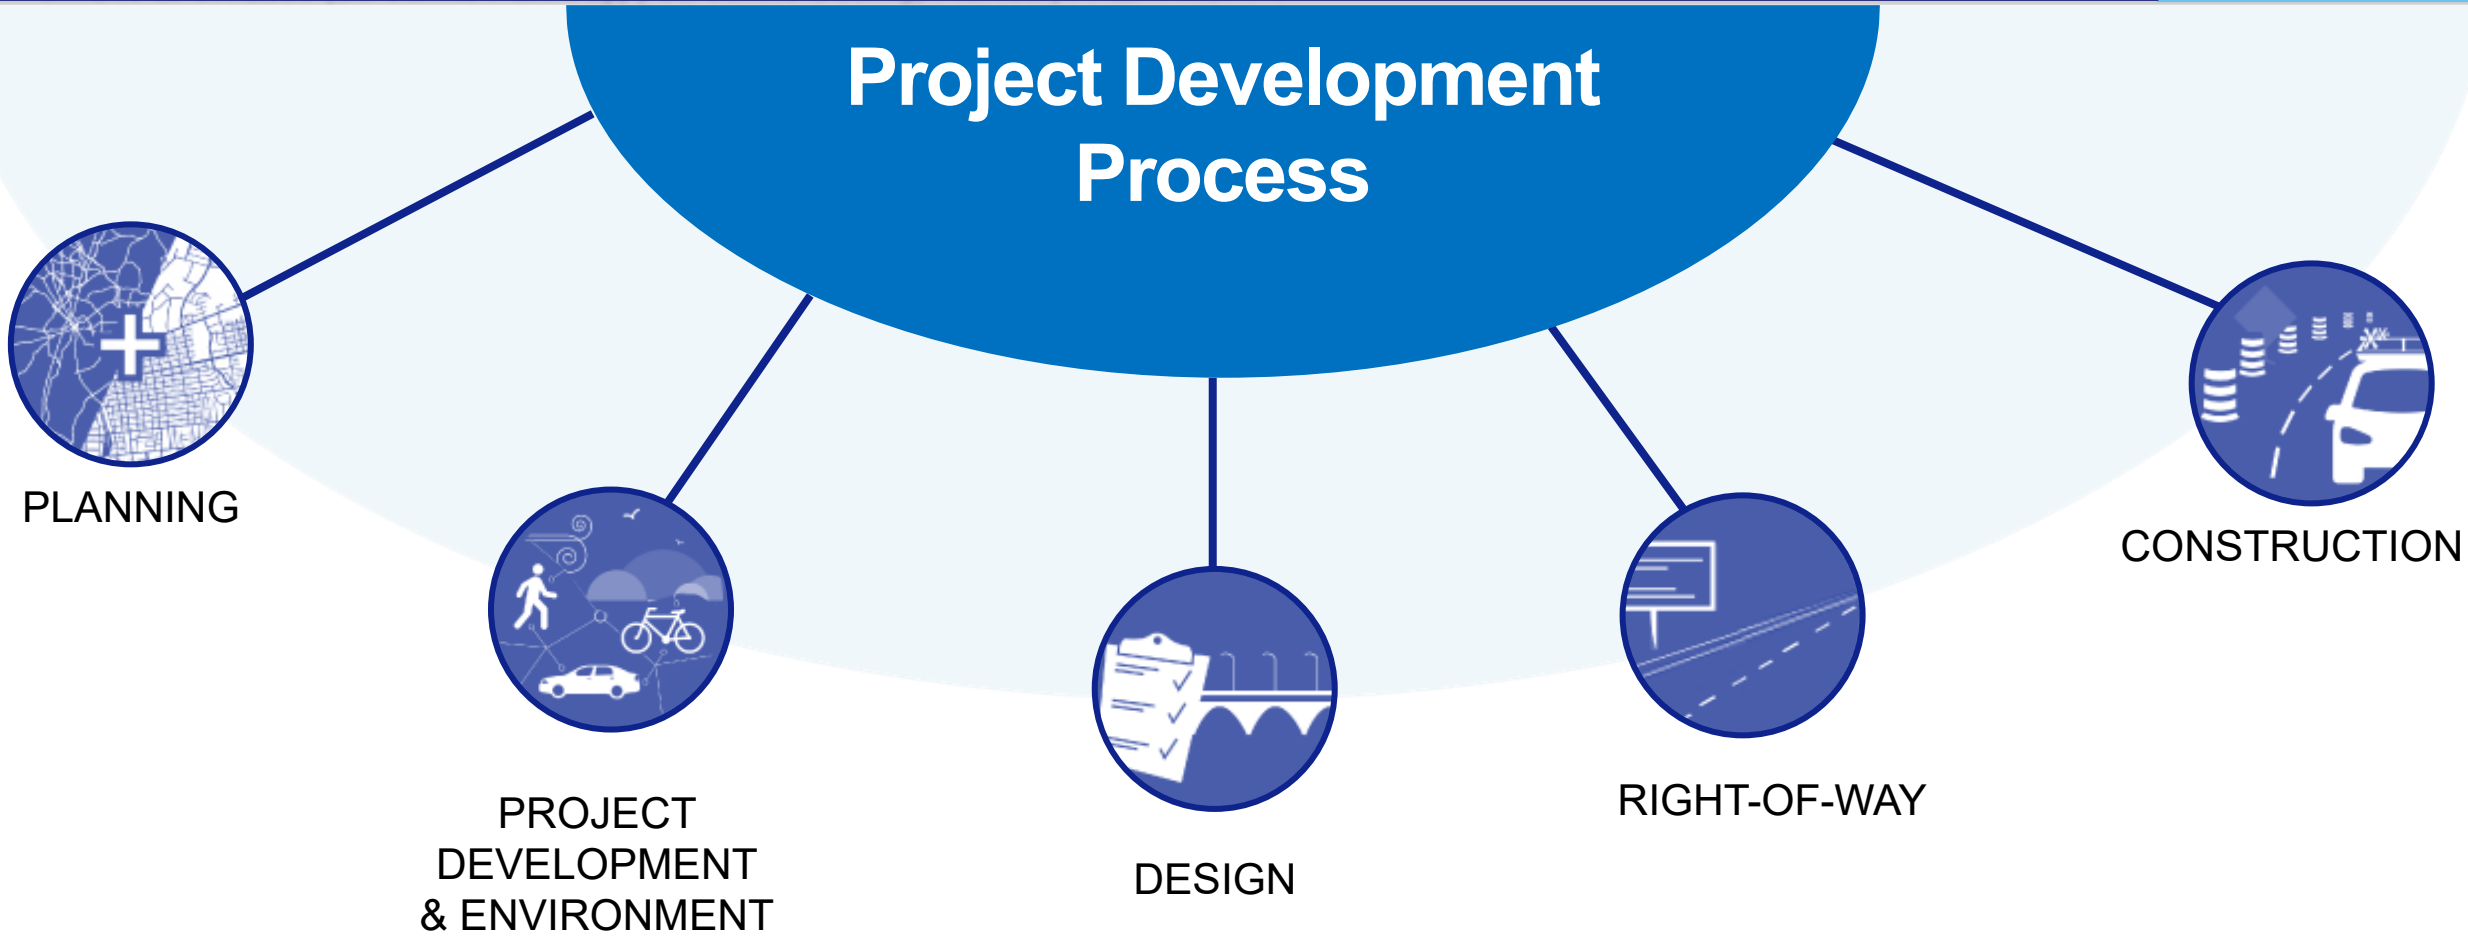 Project Development
Process
PLANNING
PROJECT
DEVELOPMENT
& ENVIRONMENT
DESIGN
RIGHT-OF-WAY
CONSTRUCTION